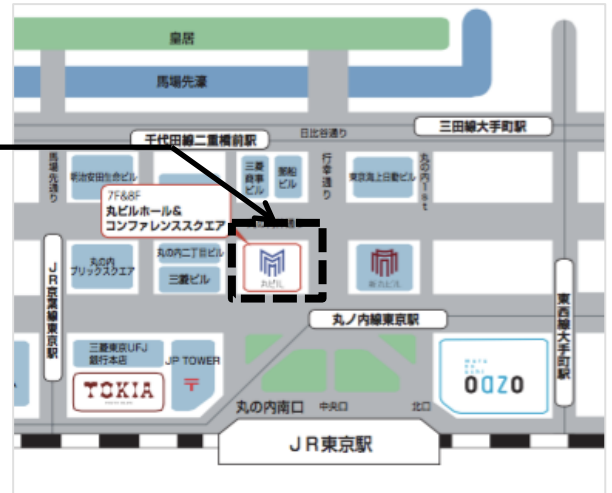 皇居
馬場先濠
日比谷通り
三田線大手町駅
千代田線二重橋前駅
馬場先通り
明治安田生命ビル
三菱
商事
ビル
郵船
ビル
行幸通り
東京海上日動ビル
丸の内1st
7F&8F
丸ビルホール&
コンファレンススクエア
丸の内
ブリックスクエア
丸の内二丁目ビル
三菱ビル
丸ビル
新丸ビル
JR京葉線東京駅
丸ノ内線東京駅
東西線大手町駅
三菱東京UFJ
銀行本店
JP TOWER
TOKIA
OAZO
丸の内南口
中央口
北口
JR東京駅